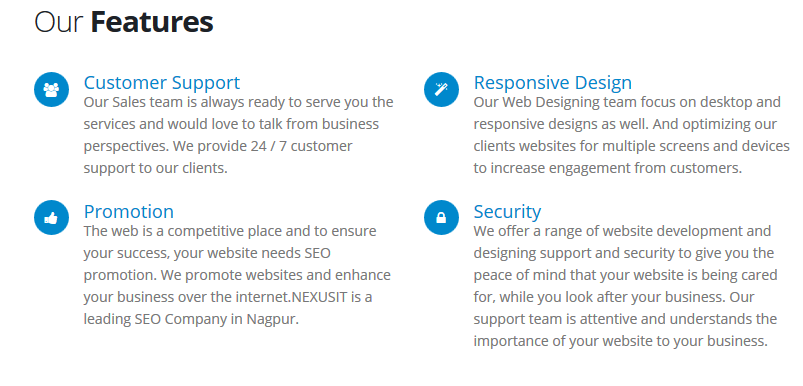 Our Features
Customer Support
Our Sales team is always ready to serve you the
services and would love to talk from business
perspectives. We provide 24 / 7 customer
support to our clients.
Responsive Design
Our Web Designing team focus on desktop and
responsive designs as well. And optimizing our
clients websites for multiple screens and devices
to increase engagement from customers.
Promotion
The web is a competitive place and to ensure
your success, your website needs SEO
promotion. We promote websites and enhance
your business over the internet.NEXUSIT is a
leading SEO Company in Nagpur.
Security
We offer a range of website development and
designing support and security to give you the
peace of mind that your website is being cared
for, while you look after your business. Our
support team is attentive and understands the
importance of your website to your business.